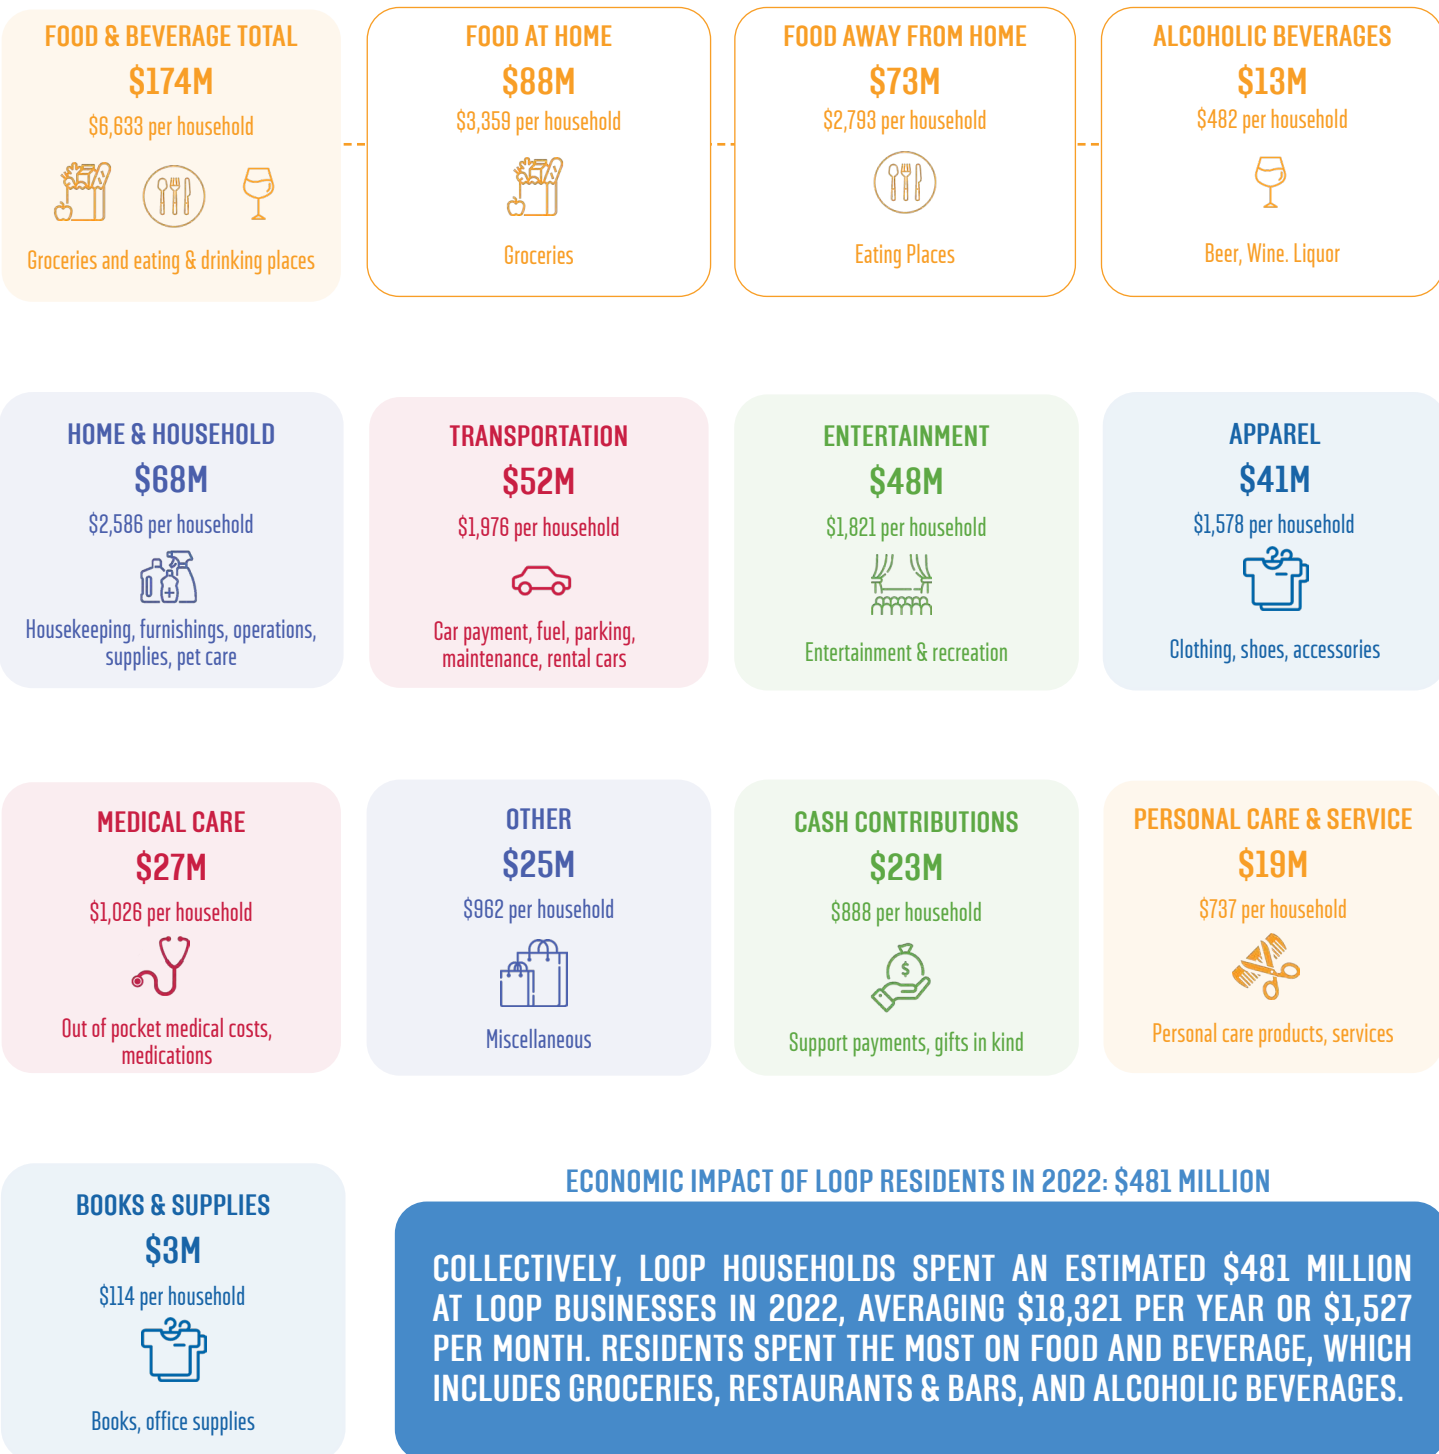 FOOD & BEVERAGE TOTAL
$174M
$6,633 per household
Groceries and eating & drinking places
FOOD AT HOME
$88M
$3,359 per household
Groceries
FOOD AWAY FROM HOME
$73M
$2,793 per household
Eating Places
ALCOHOLIC BEVERAGES
$13M
$482 per household
Beer, Wine. Liquor
HOME & HOUSEHOLD
$68M
$2,586 per household
Housekeeping, furnishings, operations,
supplies, pet care
TRANSPORTATION
$52M
$1,976 per household
Car payment, fuel, parking,
maintenance, rental cars
ENTERTAINMENT
$48M
$1,821 per household
Entertainment & recreation
APPAREL
$41M
$1,578 per household
Clothing, shoes, accessories
MEDICAL CARE
$27M
$1,026 per household
Out of pocket medical costs,
medications
OTHER
$25M
$962 per household
Miscellaneous
CASH CONTRIBUTIONS
$23M
$888 per household
$
Support payments, gifts in kind
PERSONAL CARE & SERVICE
$19M
$737 per household
Personal care products, services
BOOKS & SUPPLIES
$3M
$114 per household
Books, office supplies
ECONOMIC IMPACT OF LOOP RESIDENTS IN 2022: $481 MILLION
COLLECTIVELY, LOOP HOUSEHOLDS SPENT AN ESTIMATED $481 MILLION
AT LOOP BUSINESSES IN 2022, AVERAGING $18,321 PER YEAR OR $1,527
PER MONTH. RESIDENTS SPENT THE MOST ON FOOD AND BEVERAGE, WHICH
INCLUDES GROCERIES, RESTAURANTS & BARS, AND ALCOHOLIC BEVERAGES.